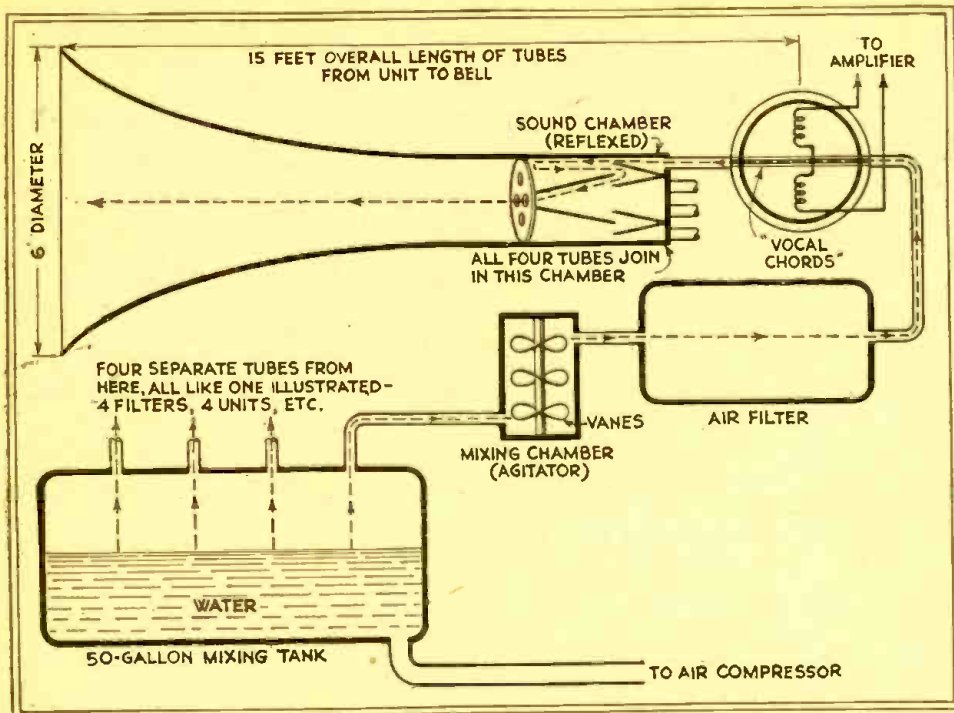 15 FEET OVERALL LENGTH OF TUBES
FROM UNIT TO BELL
TO
AMPLIFIER
SOUND CHAMBER
(REFLEXED)
6' DIAMETER
"VOCAL
CHORDS"
ALL FOUR TUBES JOIN
IN THIS CHAMBER
FOUR SEPARATE TUBES FROM
HERE, ALL LIKE ONE ILLUSTRATED-
4 FILTERS, 4 UNITS, ETC.
VANES
AIR FILTER
MIXING CHAMBER
(AGITATOR)
WATER
50-GALLON MIXING TANK
TO AIR COMPRESSOR